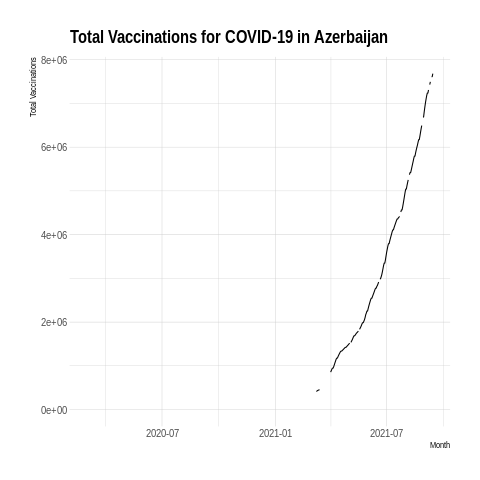 Total Vaccinations for COVID-19 in Azerbaijan
Total Vaccinations
8e+06
6e+06
4e+06
2e+06
0e+00
2020-07
2021-01
2021-07
Month